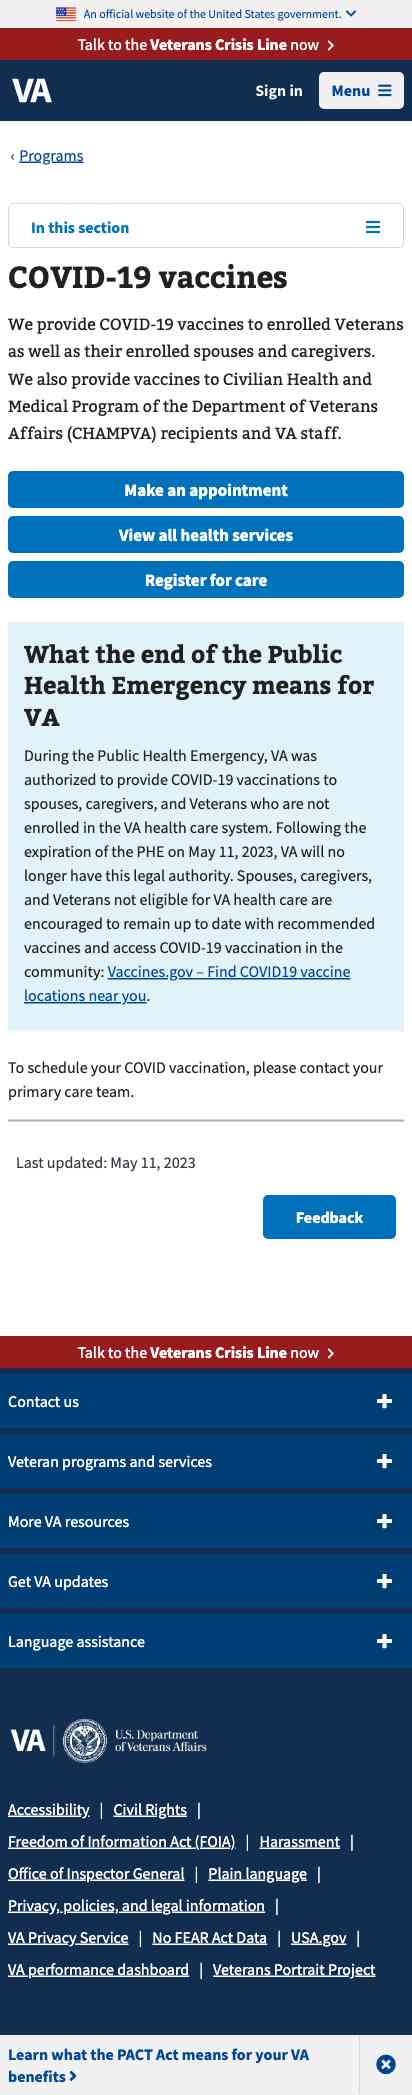 An official website of the United States government.
Talk to the Veterans Crisis Line now
VA
Sign in
Menu
‹ Programs
In this section
COVID-19 vaccines
We provide COVID-19 vaccines to enrolled Veterans
as well as their enrolled spouses and caregivers.
We also provide vaccines to Civilian Health and
Medical Program of the Department of Veterans
Affairs (CHAMPVA) recipients and VA staff.
Make an appointment
View all health services
Register for care
What the end of the Public
Health Emergency means for
VA
During the Public Health Emergency, VA was
authorized to provide COVID-19 vaccinations to
spouses, caregivers, and Veterans who are not
enrolled in the VA health care system. Following the
expiration of the PHE on May 11, 2023, VA will no
longer have this legal authority. Spouses, caregivers,
and Veterans not eligible for VA health care are
encouraged to remain up to date with recommended
vaccines and access COVID-19 vaccination in the
community: Vaccines.gov – Find COVID19 vaccine
locations near you.
To schedule your COVID vaccination, please contact your
primary care team.
Last updated: May 11, 2023
Feedback
Talk to the Veterans Crisis Line now
Contact us
Veteran programs and services
More VA resources
Get VA updates
Language assistance
VA
U.S. Department
of Veterans Affairs
Accessibility | Civil Rights |
Freedom of Information Act (FOIA) | Harassment |
Office of Inspector General | Plain language |
Privacy, policies, and legal information |
VA Privacy Service | No FEAR Act Data | USA.gov |
VA performance dashboard | Veterans Portrait Project
Learn what the PACT Act means for your VA
benefits